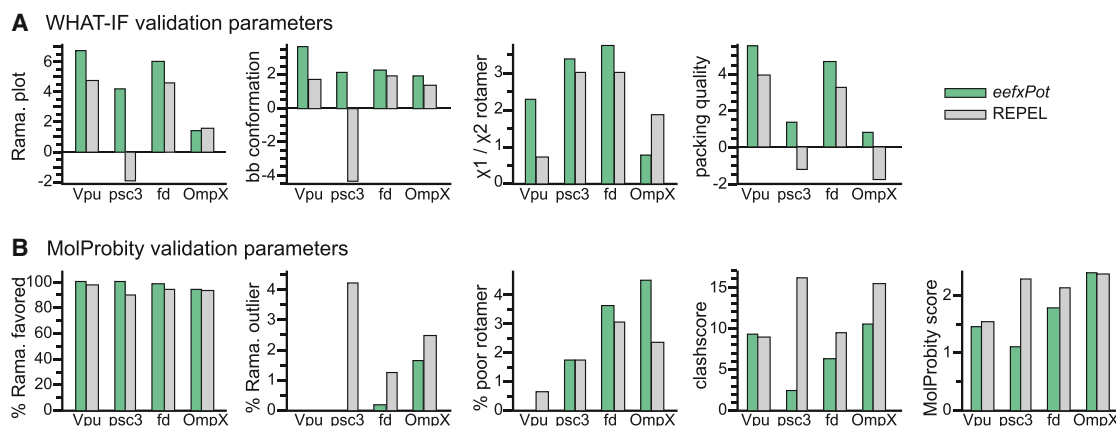 A WHAT-IF validation parameters
Rama. plot
6
4
2
0
-2
Vpu psc3 fd OmpX
bb conformation
2
0
-2
-4
Vpu psc3 fd OmpX
χ1 / χ2 rotamer
3
2
1
0
Vpu psc3 fd OmpX
packing quality
4
2
0
-2
Vpu psc3 fd OmpX
eefxPot
REPEL
B MolProbity validation parameters
% Rama. favored
100
80
60
40
20
0
Vpu psc3 fd OmpX
% Rama. outlier
4
3
2
1
0
Vpu psc3 fd OmpX
% poor rotamer
4
3
2
1
0
Vpu psc3 fd OmpX
clashscore
15
10
5
0
Vpu psc3 fd OmpX
MolProbity score
2
1
0
Vpu psc3 fd OmpX